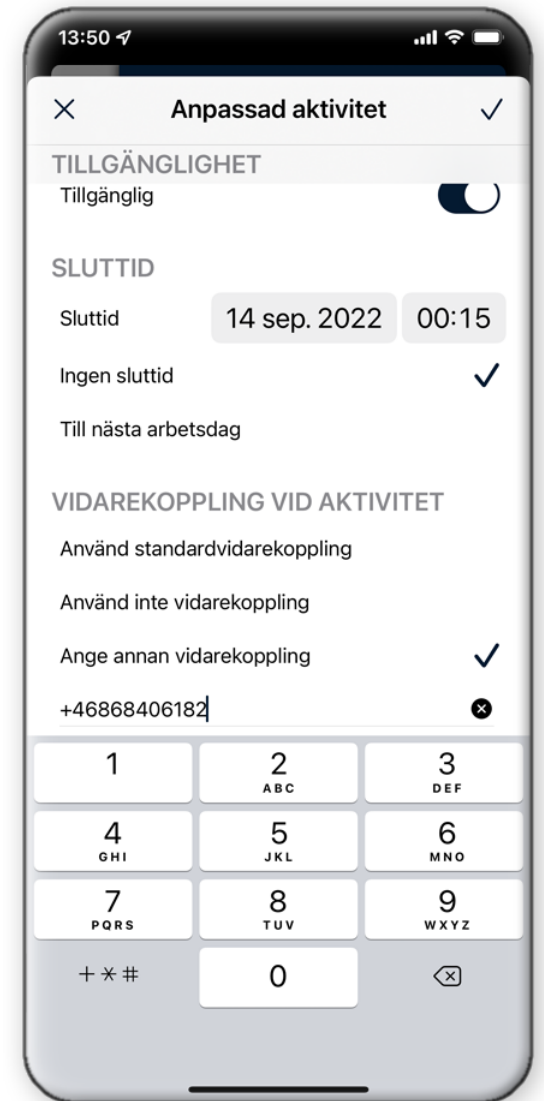 13:50
Anpassad aktivitet
TILLGÄNGLIGHET
Tillgänglig
SLUTTID
Sluttid 14 sep. 2022 00:15
Ingen sluttid
Till nästa arbetsdag
VIDAREKOPPLING VID AKTIVITET
Använd standardvidarekoppling
Använd inte vidarekoppling
Ange annan vidarekoppling
+46868406182
1 2 3
ABC DEF
4 5 6
GHI JKL MNO
7 8 9
PQRS TUV WXYZ
+*# 0